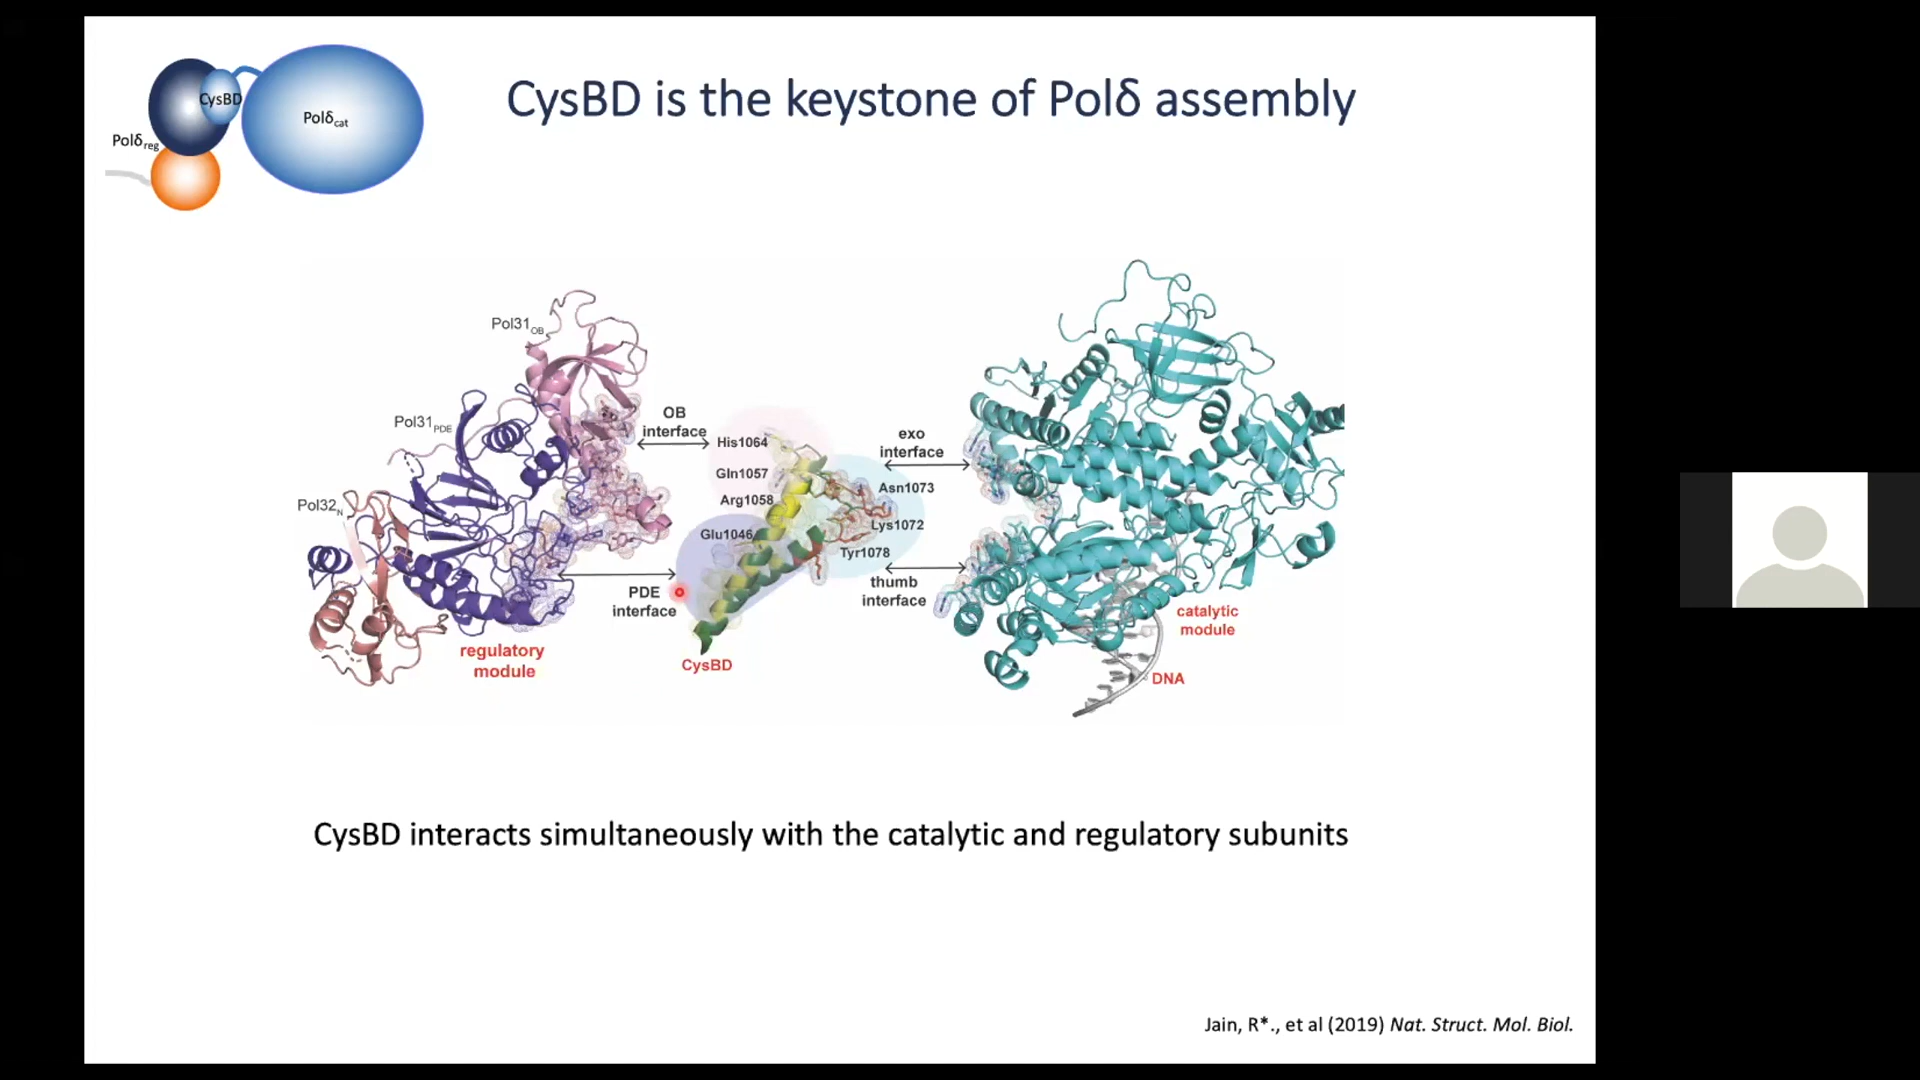 CysBD is the keystone of Polδ assembly
CysBD
Polδcat
Polδreg
Pol31OB
Pol31PDE
Pol32N
OB
interface
His1064
Gln1057
Arg1058
Glu1046
exo
interface
Asn1073
Lys1072
Tyr1078
thumb
interface
PDE
interface
regulatory
module
CysBD
catalytic
module
DNA
CysBD interacts simultaneously with the catalytic and regulatory subunits
Jain, R*., et al (2019) Nat. Struct. Mol. Biol.